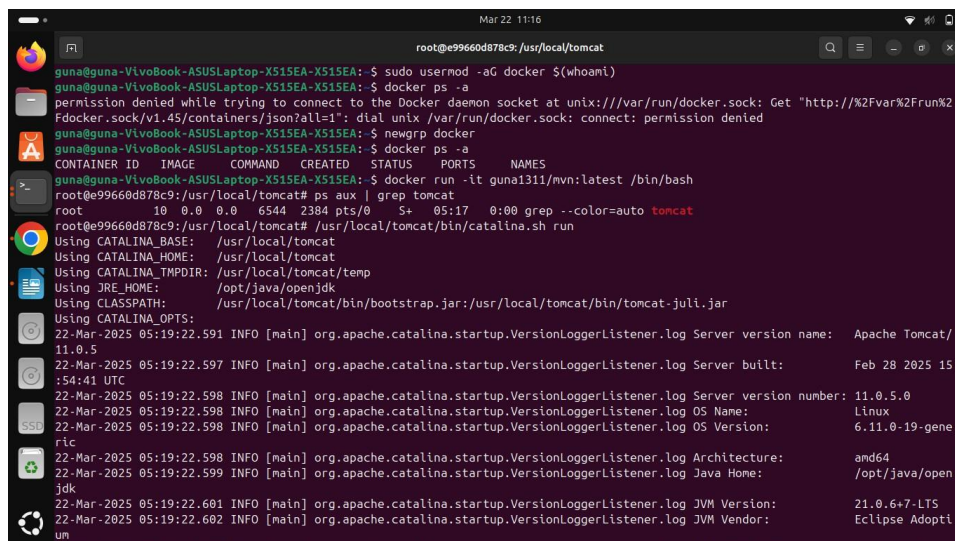 Mar 22 11:16
root@e99660d878c9: /usr/local/tomcat
guna@guna-VivoBook-ASUSLaptop-X515EA-X515EA:~$ sudo usermod -aG docker $(whoami)
guna@guna-VivoBook-ASUSLaptop-X515EA-X515EA:~$ docker ps -a
permission denied while trying to connect to the Docker daemon socket at unix:///var/run/docker.sock: Get "http://%2Fvar%2Frun%2
Fdocker.sock/v1.45/containers/json?all=1": dial unix /var/run/docker.sock: connect: permission denied
guna@guna-VivoBook-ASUSLaptop-X515EA-X515EA:~$ newgrp docker
guna@guna-VivoBook-ASUSLaptop-X515EA-X515EA:~$ docker ps -a
CONTAINER ID   IMAGE     COMMAND   CREATED   STATUS    PORTS     NAMES
guna@guna-VivoBook-ASUSLaptop-X515EA-X515EA:~$ docker run -it guna1311/mvn:latest /bin/bash
root@e99660d878c9:/usr/local/tomcat# ps aux | grep tomcat
root          10  0.0  0.0   6544  2384 pts/0    S+   05:17   0:00 grep --color=auto tomcat
root@e99660d878c9:/usr/local/tomcat# /usr/local/tomcat/bin/catalina.sh run
Using CATALINA_BASE:   /usr/local/tomcat
Using CATALINA_HOME:   /usr/local/tomcat
Using CATALINA_TMPDIR: /usr/local/tomcat/temp
Using JRE_HOME:        /opt/java/openjdk
Using CLASSPATH:       /usr/local/tomcat/bin/bootstrap.jar:/usr/local/tomcat/bin/tomcat-juli.jar
Using CATALINA_OPTS:
22-Mar-2025 05:19:22.591 INFO [main] org.apache.catalina.startup.VersionLoggerListener.log Server version name:   Apache Tomcat/
11.0.5
22-Mar-2025 05:19:22.597 INFO [main] org.apache.catalina.startup.VersionLoggerListener.log Server built:          Feb 28 2025 15
:54:41 UTC
22-Mar-2025 05:19:22.598 INFO [main] org.apache.catalina.startup.VersionLoggerListener.log Server version number: 11.0.5.0
22-Mar-2025 05:19:22.598 INFO [main] org.apache.catalina.startup.VersionLoggerListener.log OS Name:               Linux
22-Mar-2025 05:19:22.598 INFO [main] org.apache.catalina.startup.VersionLoggerListener.log OS Version:            6.11.0-19-gene
ric
22-Mar-2025 05:19:22.598 INFO [main] org.apache.catalina.startup.VersionLoggerListener.log Architecture:          amd64
22-Mar-2025 05:19:22.599 INFO [main] org.apache.catalina.startup.VersionLoggerListener.log Java Home:             /opt/java/open
jdk
22-Mar-2025 05:19:22.601 INFO [main] org.apache.catalina.startup.VersionLoggerListener.log JVM Version:           21.0.6+7-LTS
22-Mar-2025 05:19:22.602 INFO [main] org.apache.catalina.startup.VersionLoggerListener.log JVM Vendor:            Eclipse Adopti
um
SSD